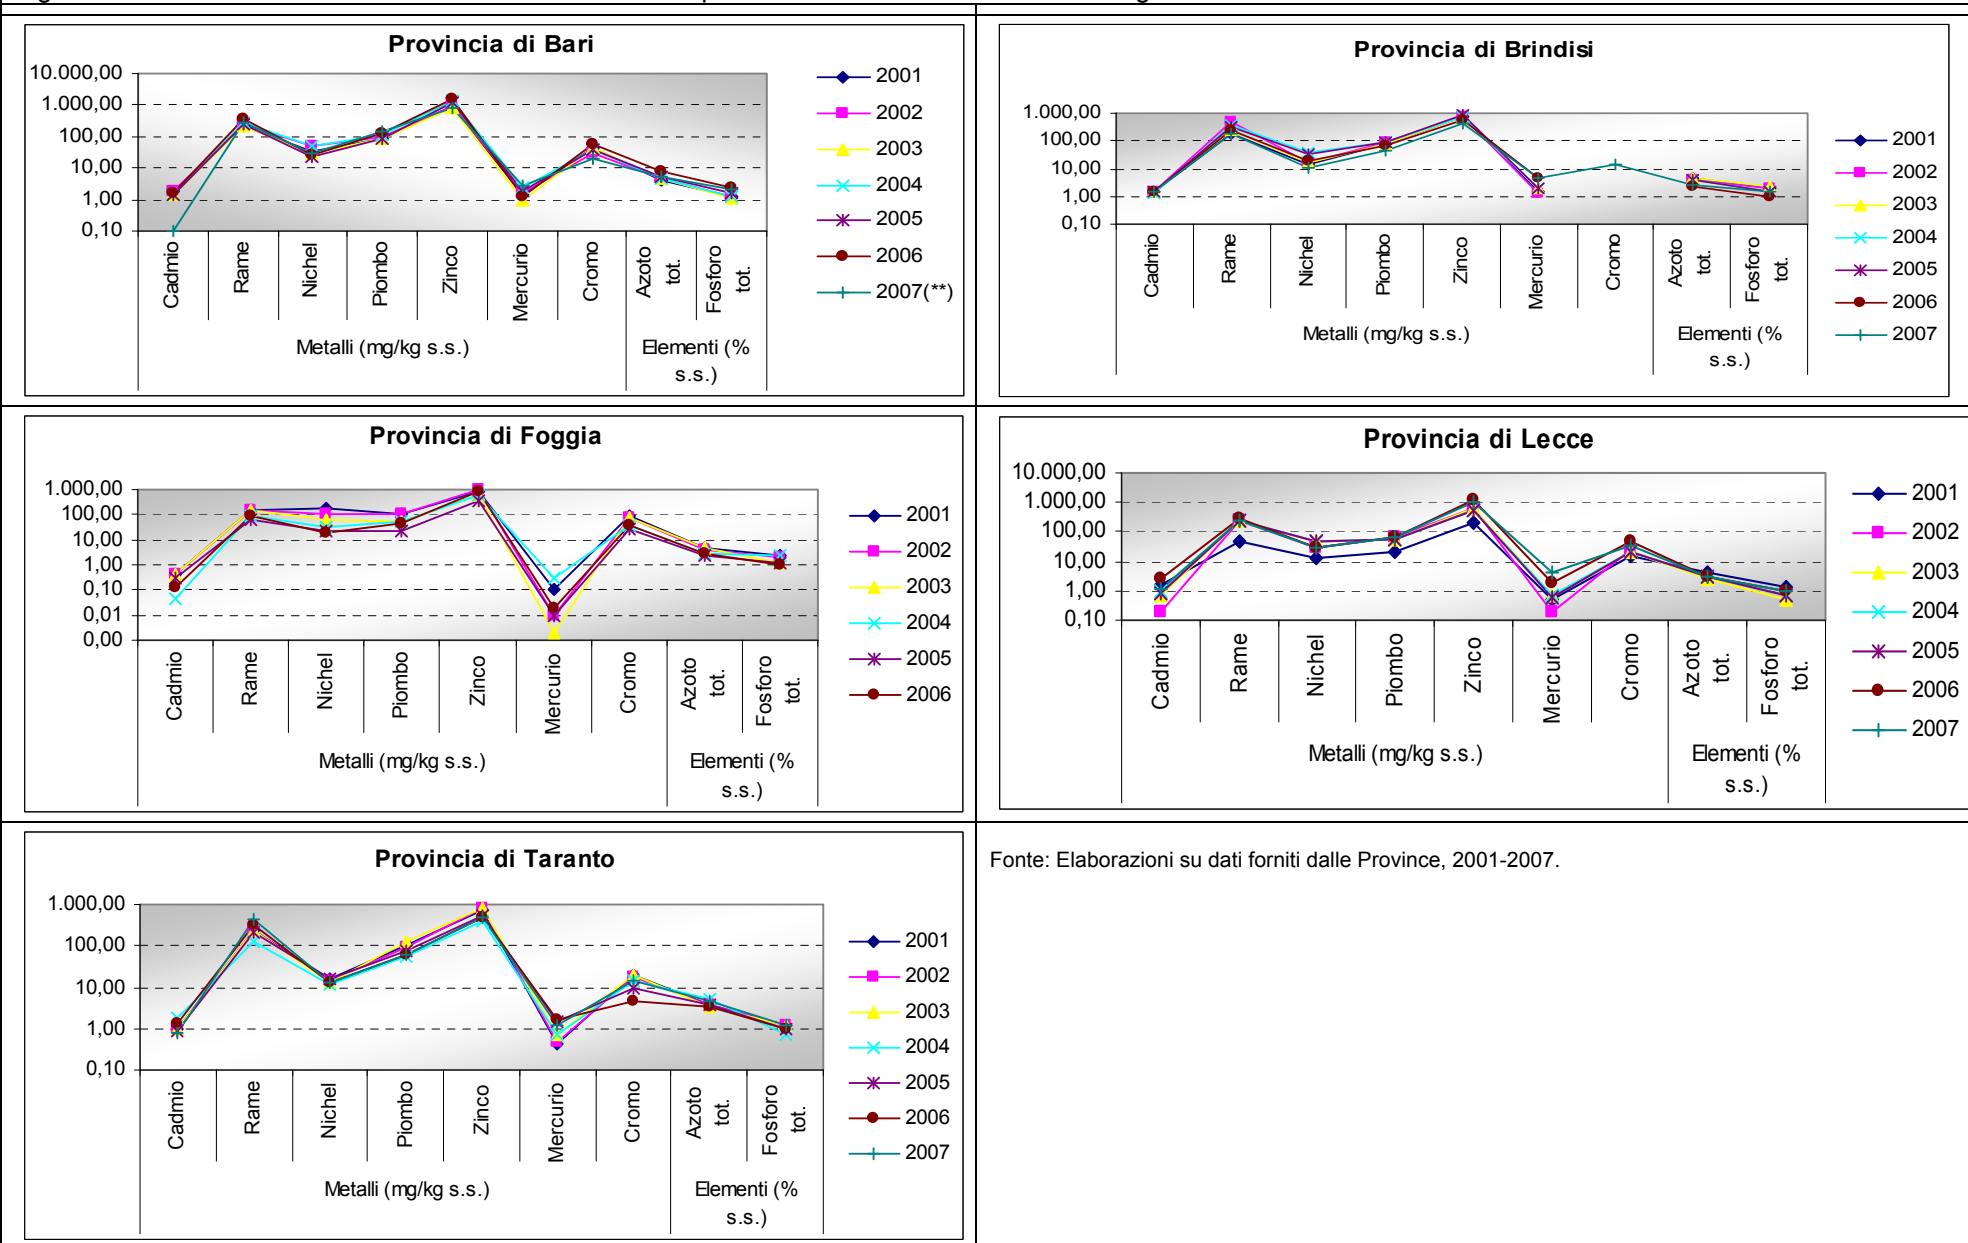 Provincia di Bari
10.000,00
1.000,00
100,00
10,00
1,00
0,10
Cadmio
Rame
Nichel
Piombo
Zinco
Mercurio
Cromo
Azoto
tot.
Fosforo
tot.
Metalli (mg/kg s.s.)
Elementi (%
s.s.)
2001
2002
2003
2004
2005
2006
2007(**)
Provincia di Brindisi
1.000,00
100,00
10,00
1,00
0,10
Cadmio
Rame
Nichel
Piombo
Zinco
Mercurio
Cromo
Azoto
tot.
Fosforo
tot.
Metalli (mg/kg s.s.)
Elementi (%
s.s.)
2001
2002
2003
2004
2005
2006
2007
Provincia di Foggia
1.000,00
100,00
10,00
1,00
0,10
0,01
0,00
Cadmio
Rame
Nichel
Piombo
Zinco
Mercurio
Cromo
Azoto
tot.
Fosforo
tot.
Metalli (mg/kg s.s.)
Elementi (%
s.s.)
2001
2002
2003
2004
2005
2006
Provincia di Lecce
10.000,00
1.000,00
100,00
10,00
1,00
0,10
Cadmio
Rame
Nichel
Piombo
Zinco
Mercurio
Cromo
Azoto
tot.
Fosforo
tot.
Metalli (mg/kg s.s.)
Elementi (%
s.s.)
2001
2002
2003
2004
2005
2006
2007
Provincia di Taranto
1.000,00
100,00
10,00
1,00
0,10
Cadmio
Rame
Nichel
Piombo
Zinco
Mercurio
Cromo
Azoto
tot.
Fosforo
tot.
Metalli (mg/kg s.s.)
Elementi (%
s.s.)
2001
2002
2003
2004
2005
2006
2007
Fonte: Elaborazioni su dati forniti dalle Province, 2001-2007.